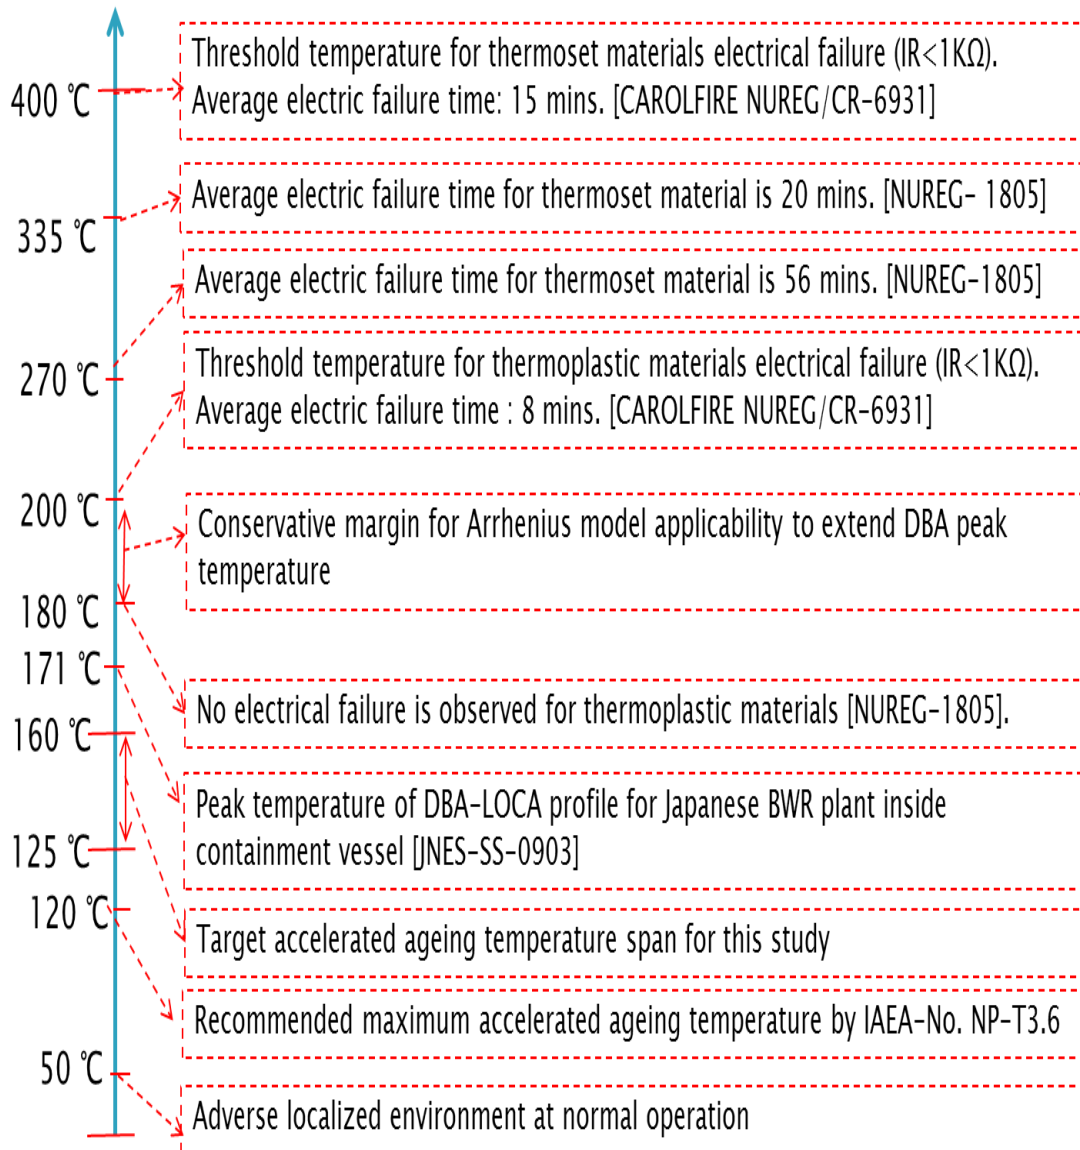 Threshold temperature for thermoset materials electrical failure (IR<1KΩ).
400 ℃
Average electric failure time: 15 mins. [CAROLFIRE NUREG/CR-6931]
Average electric failure time for thermoset material is 20 mins. [NUREG- 1805]
335 ℃
Average electric failure time for thermoset material is 56 mins. [NUREG-1805]
270 ℃
Threshold temperature for thermoplastic materials electrical failure (IR<1KΩ).
Average electric failure time : 8 mins. [CAROLFIRE NUREG/CR-6931]
200 ℃
Conservative margin for Arrhenius model applicability to extend DBA peak
temperature
180 ℃
171 ℃
No electrical failure is observed for thermoplastic materials [NUREG-1805].
160 ℃
Peak temperature of DBA-LOCA profile for Japanese BWR plant inside
containment vessel [JNES-SS-0903]
125 ℃
120 ℃
Target accelerated ageing temperature span for this study
Recommended maximum accelerated ageing temperature by IAEA-No. NP-T3.6
50 ℃
Adverse localized environment at normal operation